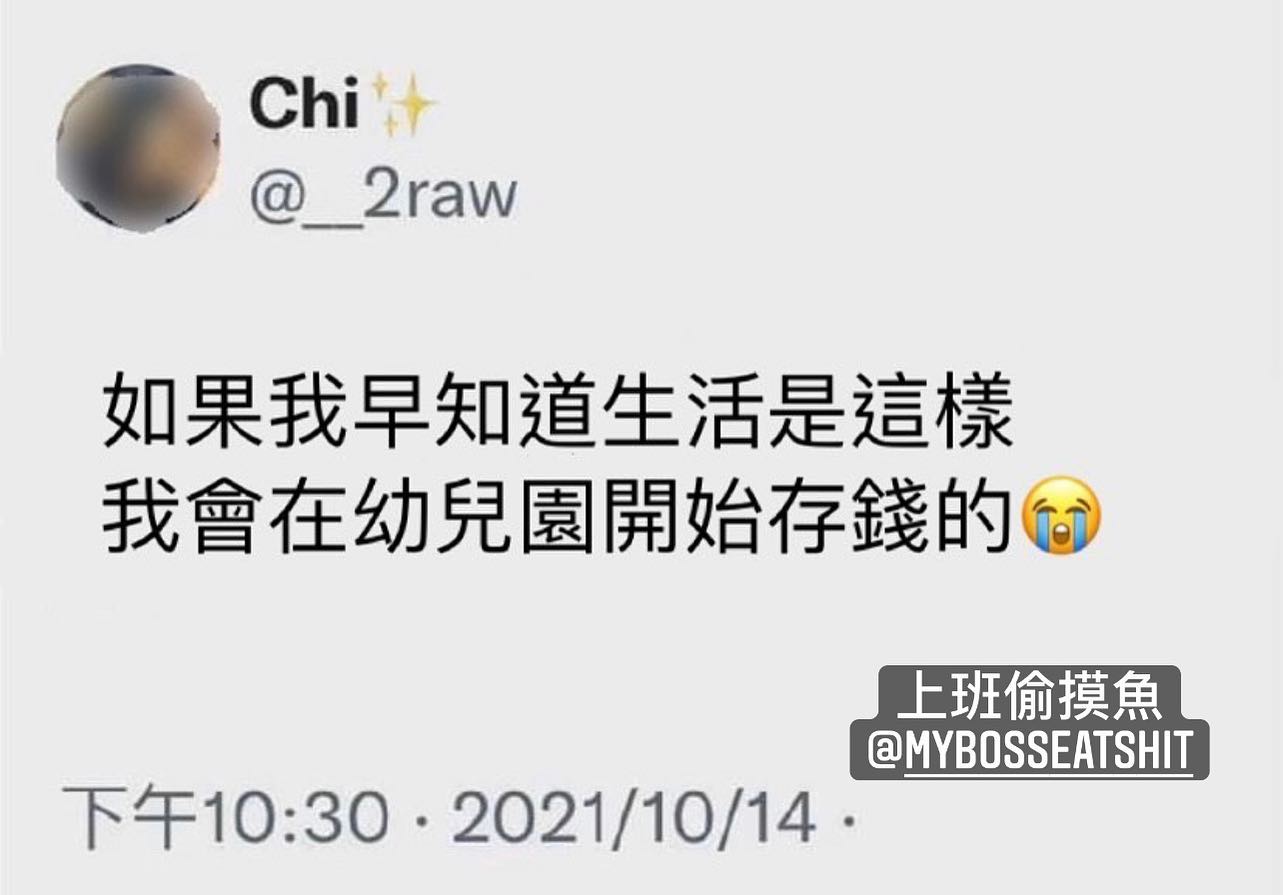 Chi✨
@__2raw
如果我早知道生活是這樣
我會在幼兒園開始存錢的😭
上班偷摸魚
@MYBOSSEATSHIT
下午10:30 · 2021/10/14 ·